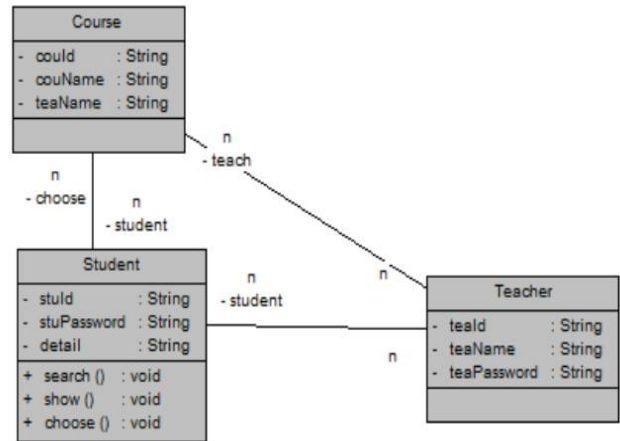 Course
- couId : String
- couName : String
- teaName : String
n
- teach
n
- choose
n
- student
Student
- stuId : String
- stuPassword : String
- detail : String
+ search () : void
+ show () : void
+ choose () : void
n
- student
n
n
Teacher
- teaId : String
- teaName : String
- teaPassword : String